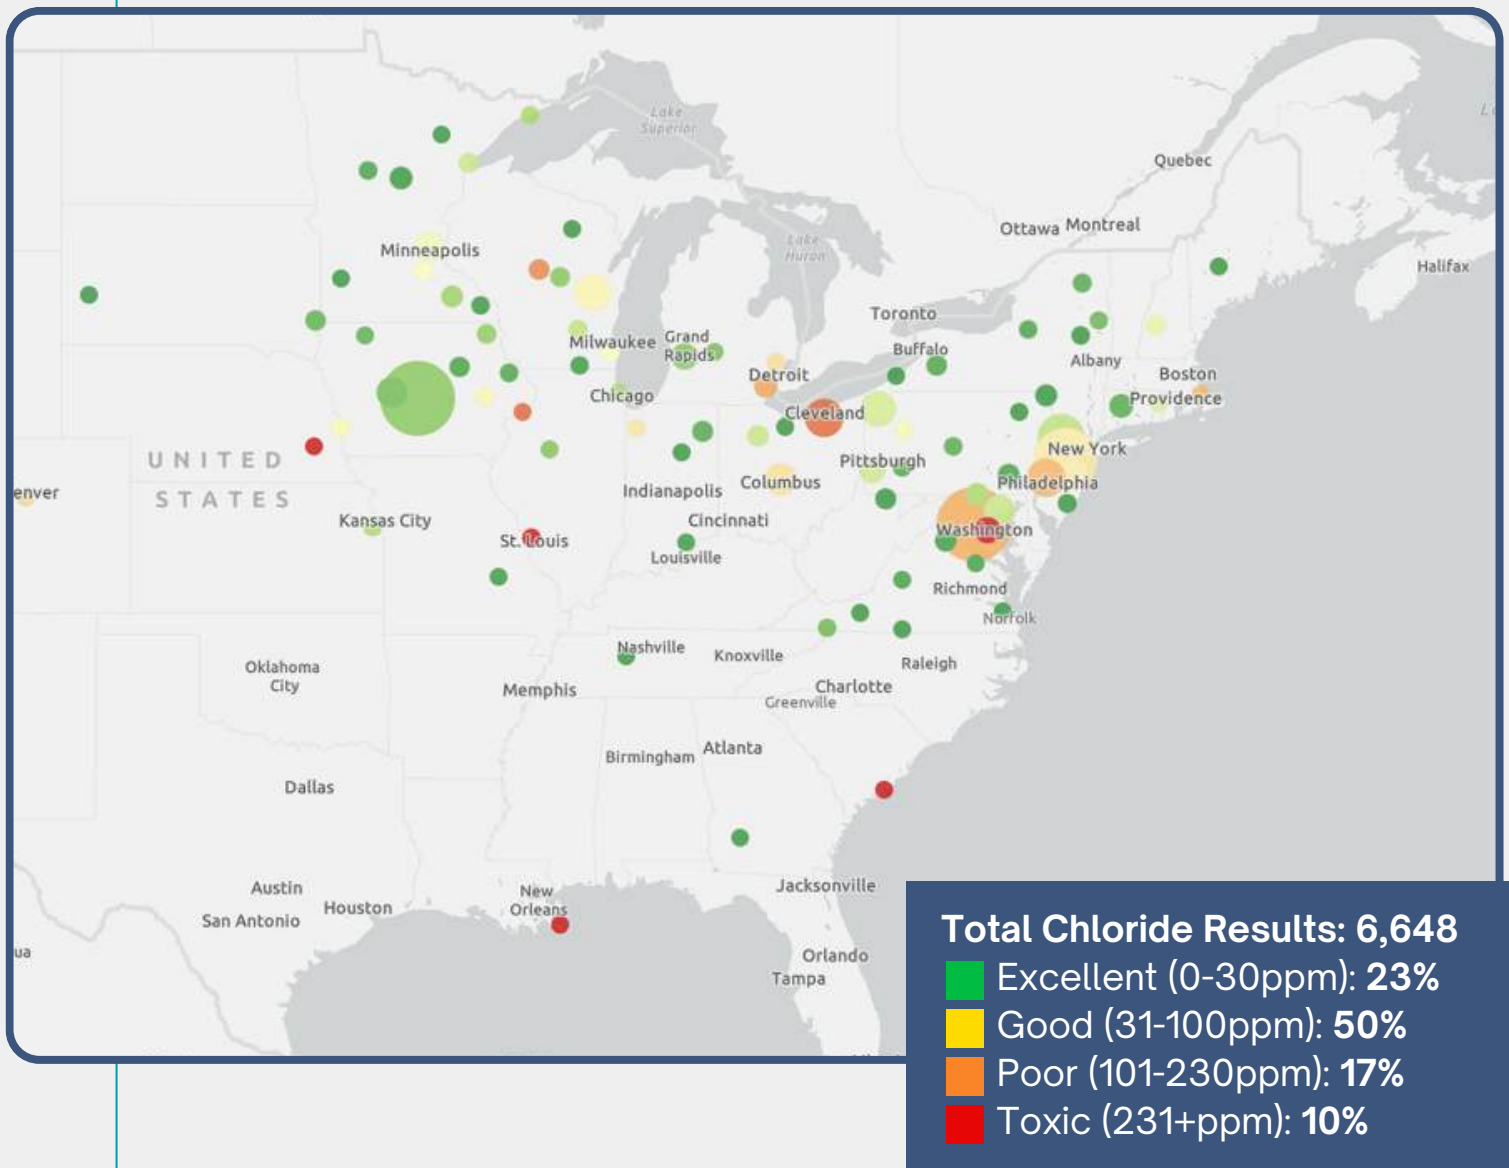 Lake
Superior
Quebec
Ottawa
Montreal
Minneapolis
Lake
Huron
Halifax
Toronto
Milwaukee
Grand
Rapids
Buffalo
Albany
Detroit
Boston
Chicago
Providence
Cleveland
New York
UNITED
STATES
Pittsburgh
Columbus
Philadelphia
enver
Indianapolis
Kansas City
Cincinnati
Washington
St. Louis
Louisville
Richmond
Norfolk
Nashville
Knoxville
Raleigh
Oklahoma
City
Memphis
Charlotte
Greenville
Birmingham
Atlanta
Dallas
Austin
New
Orleans
Houston
San Antonio
Jacksonville
ua
Orlando
Tampa
Total Chloride Results: 6,648
Excellent (0-30ppm): 23%
Good (31-100ppm): 50%
Poor (101-230ppm): 17%
Toxic (231+ppm): 10%